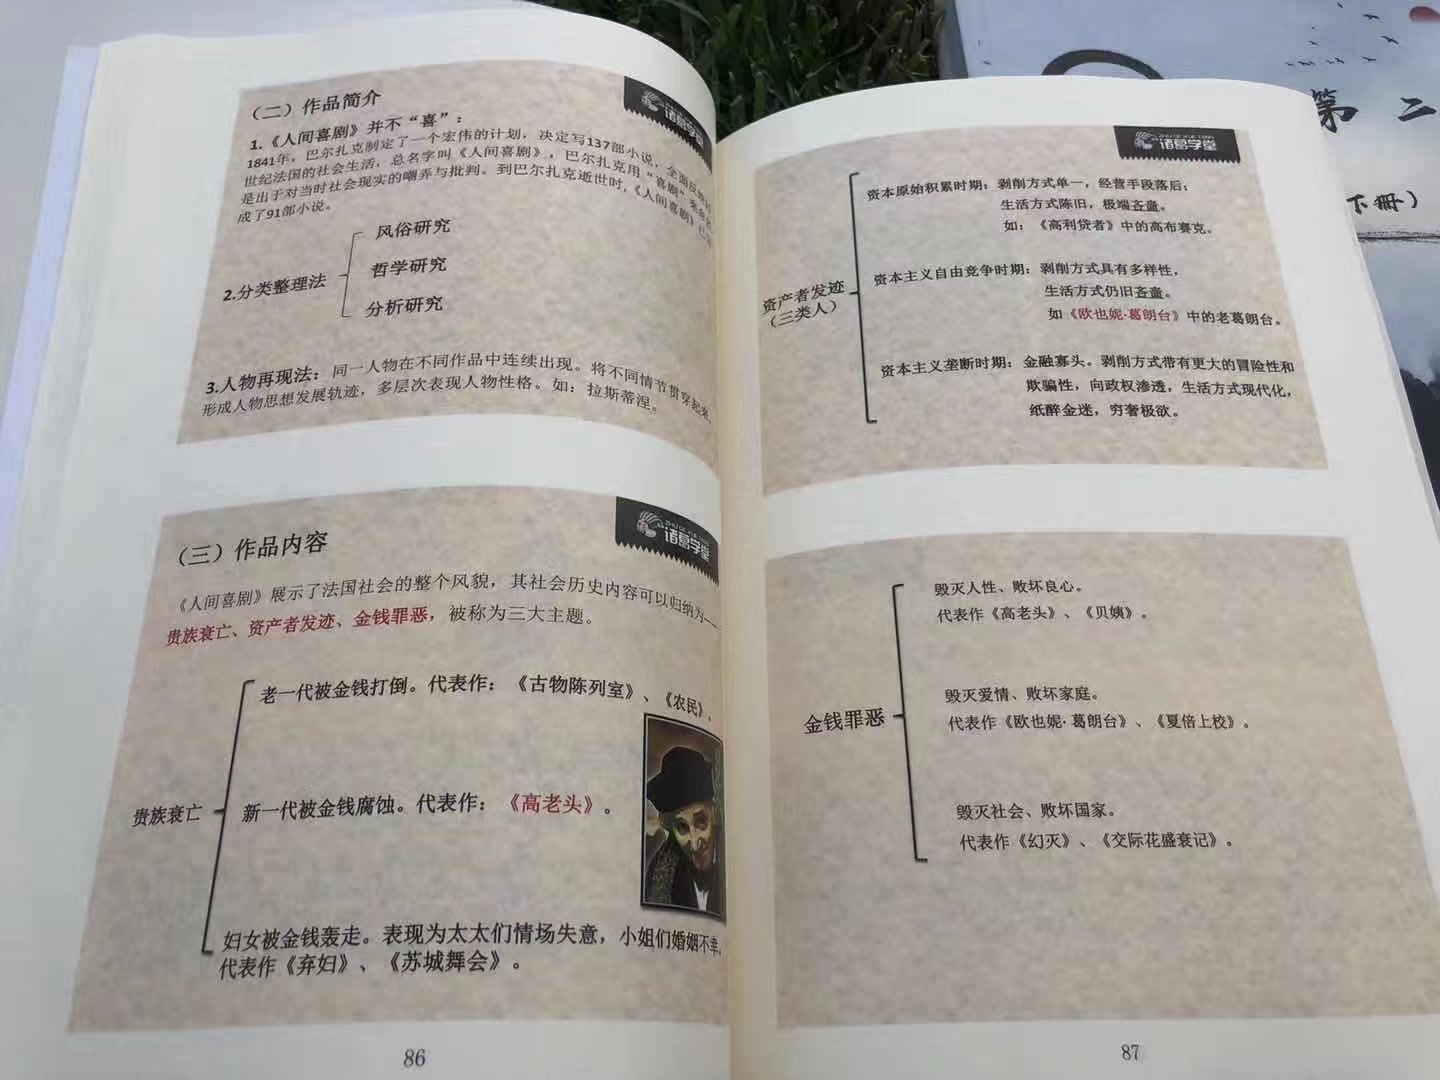 （二）作品简介
诸葛学堂
1.《人间喜剧》并不“喜”：
1841年，巴尔扎克制定了一个宏伟的计划，决定写137部小说，全面反映
世纪法国的社会生活，总名字叫《人间喜剧》，巴尔扎克用“喜剧”
是出于对当时社会现实的嘲弄与批判。到巴尔扎克逝世时，《人间喜剧》
成了91部小说。
2.分类整理法
风俗研究
哲学研究
分析研究
3.人物再现法：同一人物在不同作品中连续出现。将不同情节贯穿起来，
形成人物思想发展轨迹，多层次表现人物性格。如：拉斯蒂涅。
（三）作品内容
ZHU GE XUE TANG
诸葛学堂
《人间喜剧》展示了法国社会的整个风貌，其社会历史内容可以归纳为——
贵族衰亡、资产者发迹、金钱罪恶，被称为三大主题。
贵族衰亡
老一代被金钱打倒。代表作：《古物陈列室》、《农民》。
新一代被金钱腐蚀。代表作：《高老头》。
妇女被金钱轰走。表现为太太们情场失意，小姐们婚姻不幸。
代表作《弃妇》、《苏城舞会》。
86
ZHU GE XUE TANG
诸葛学堂
资产者发迹
（三类人）
资本原始积累时期：剥削方式单一，经营手段落后；
生活方式陈旧，极端吝啬。
如：《高利贷者》中的高布赛克。
资本主义自由竞争时期：剥削方式具有多样性，
生活方式仍旧吝啬。
如《欧也妮·葛朗台》中的老葛朗台。
资本主义垄断时期：金融寡头。剥削方式带有更大的冒险性和
欺骗性，向政权渗透，生活方式现代化，
纸醉金迷，穷奢极欲。
金钱罪恶
毁灭人性、败坏良心。
代表作《高老头》、《贝姨》。
毁灭爱情、败坏家庭。
代表作《欧也妮·葛朗台》、《夏倍上校》。
毁灭社会、败坏国家。
代表作《幻灭》、《交际花盛衰记》。
87
第二
下册）